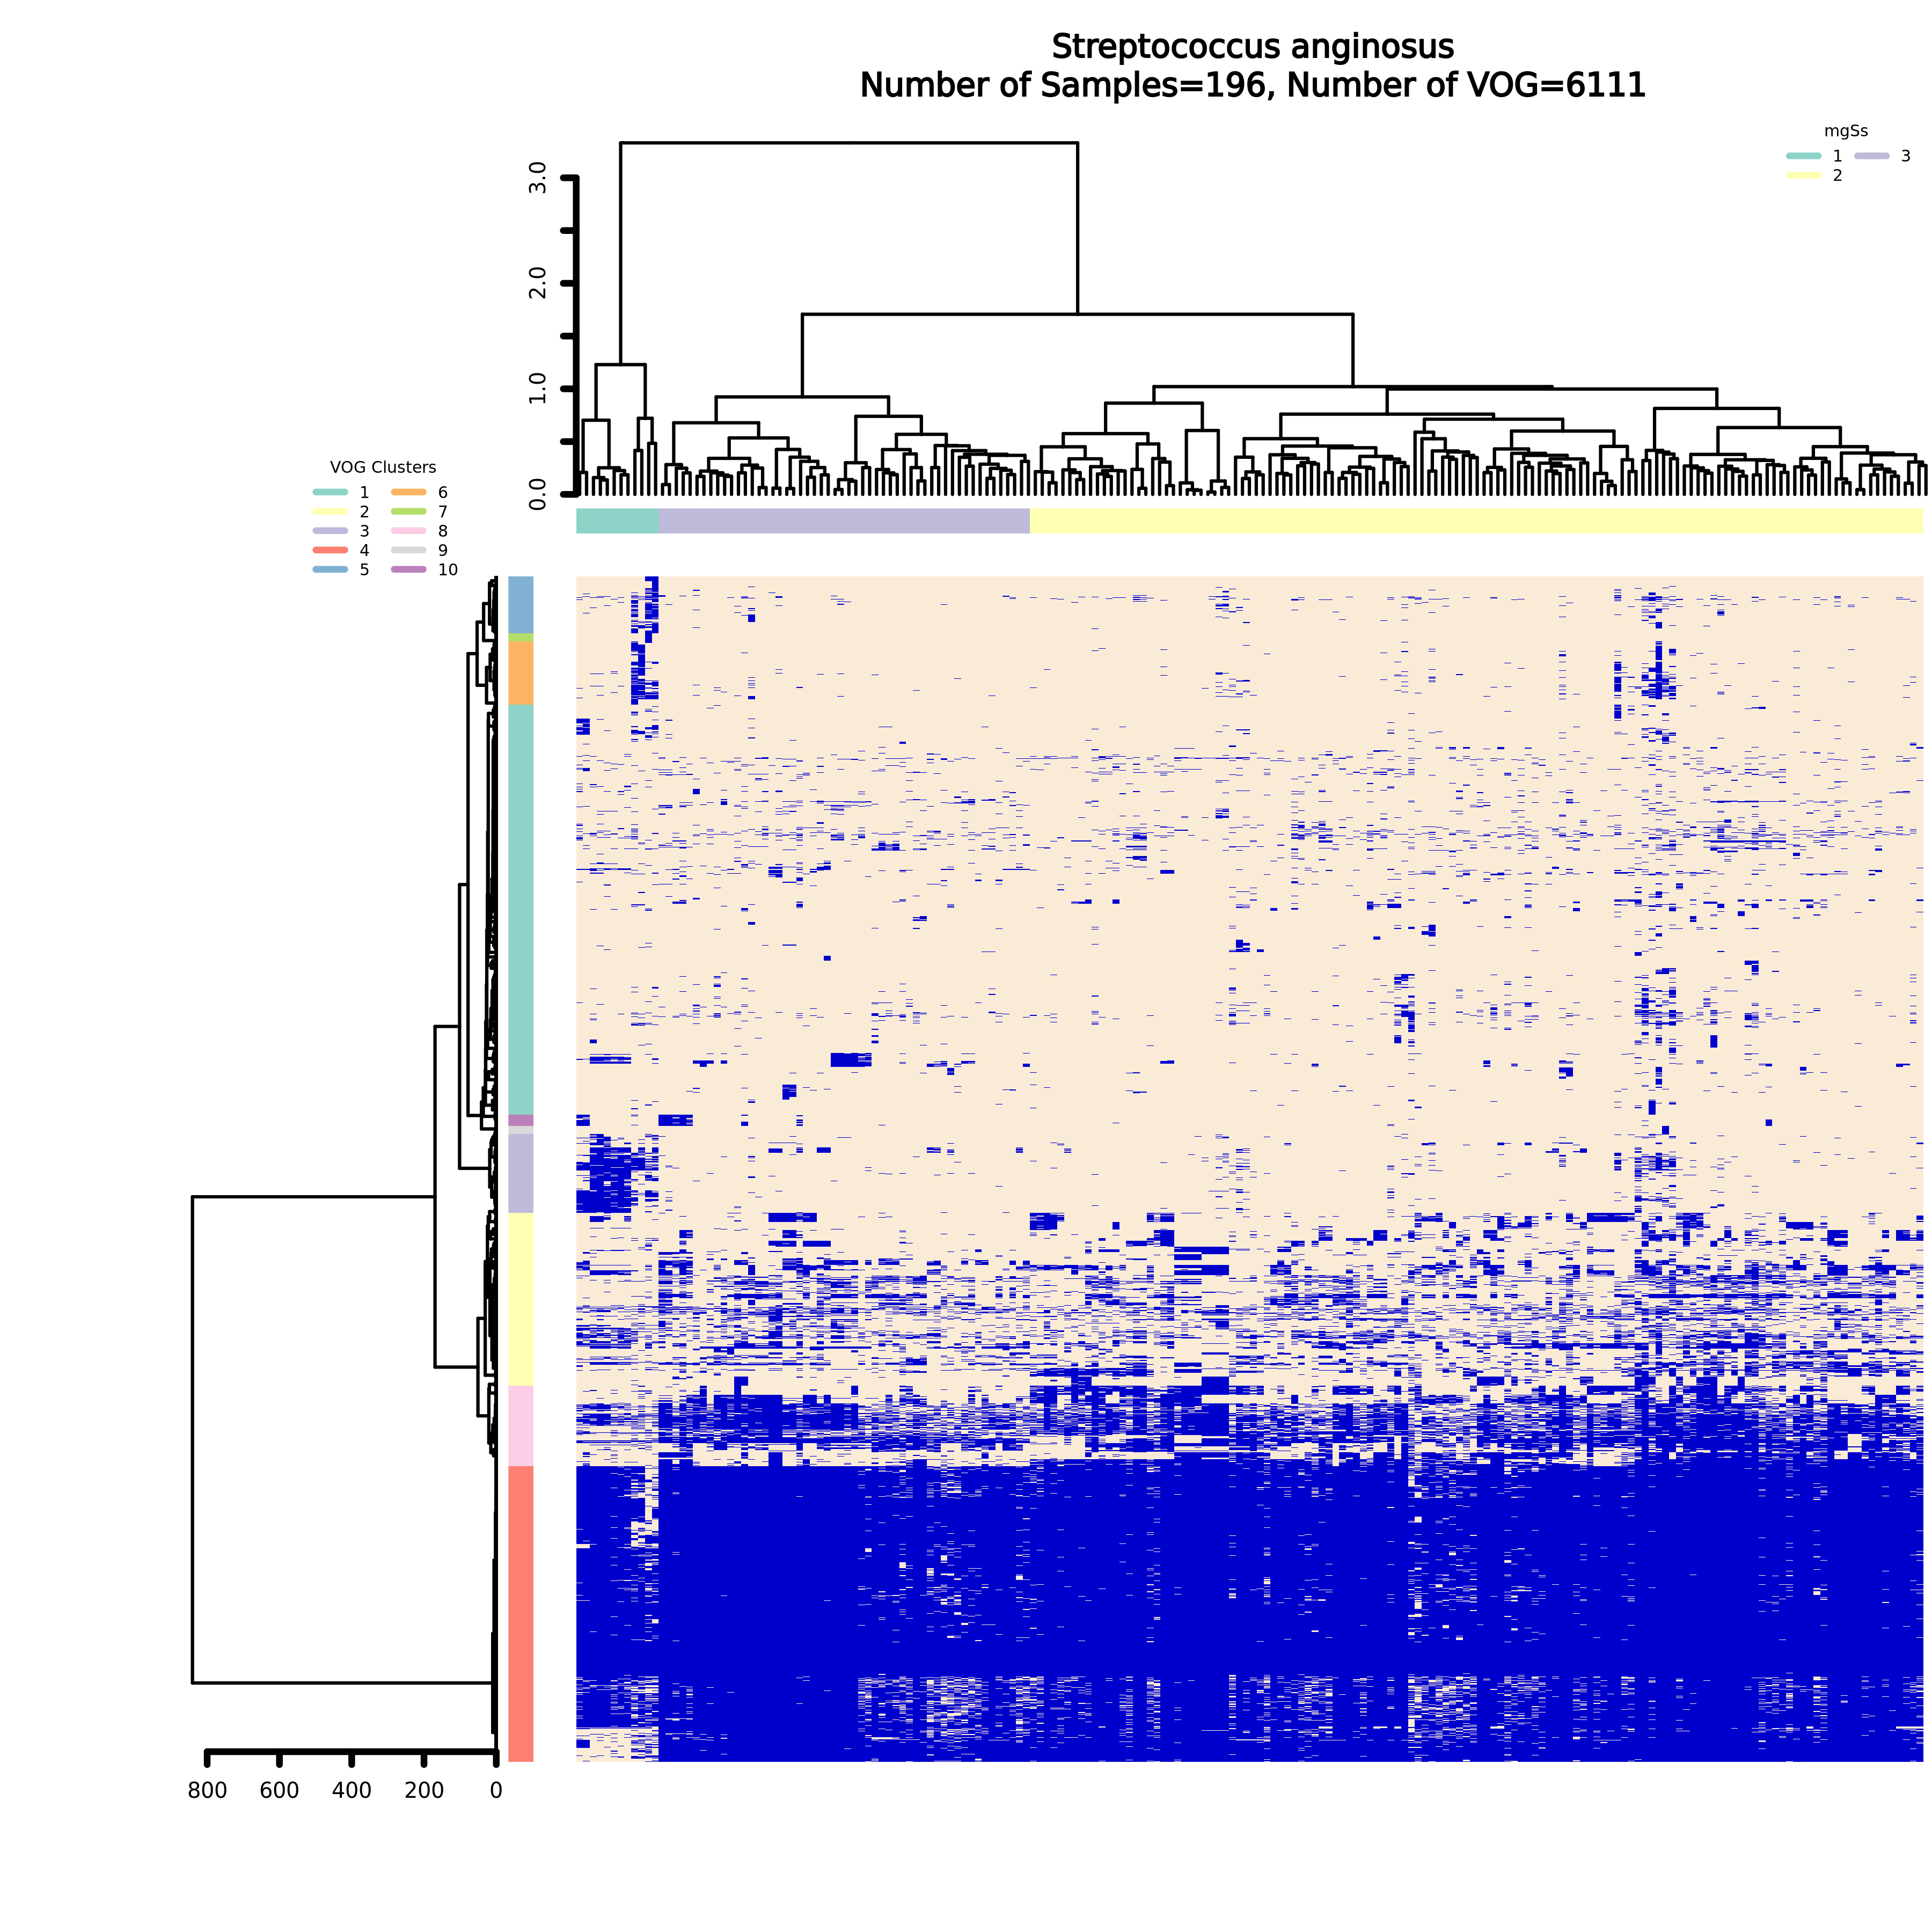 Streptococcus anginosus
Number of Samples=196, Number of VOG=6111
mgSs
1 3
2
3.0
2.0
1.0
0.0
VOG Clusters
1 6
2 7
3 8
4 9
5 10
800 600 400 200 0